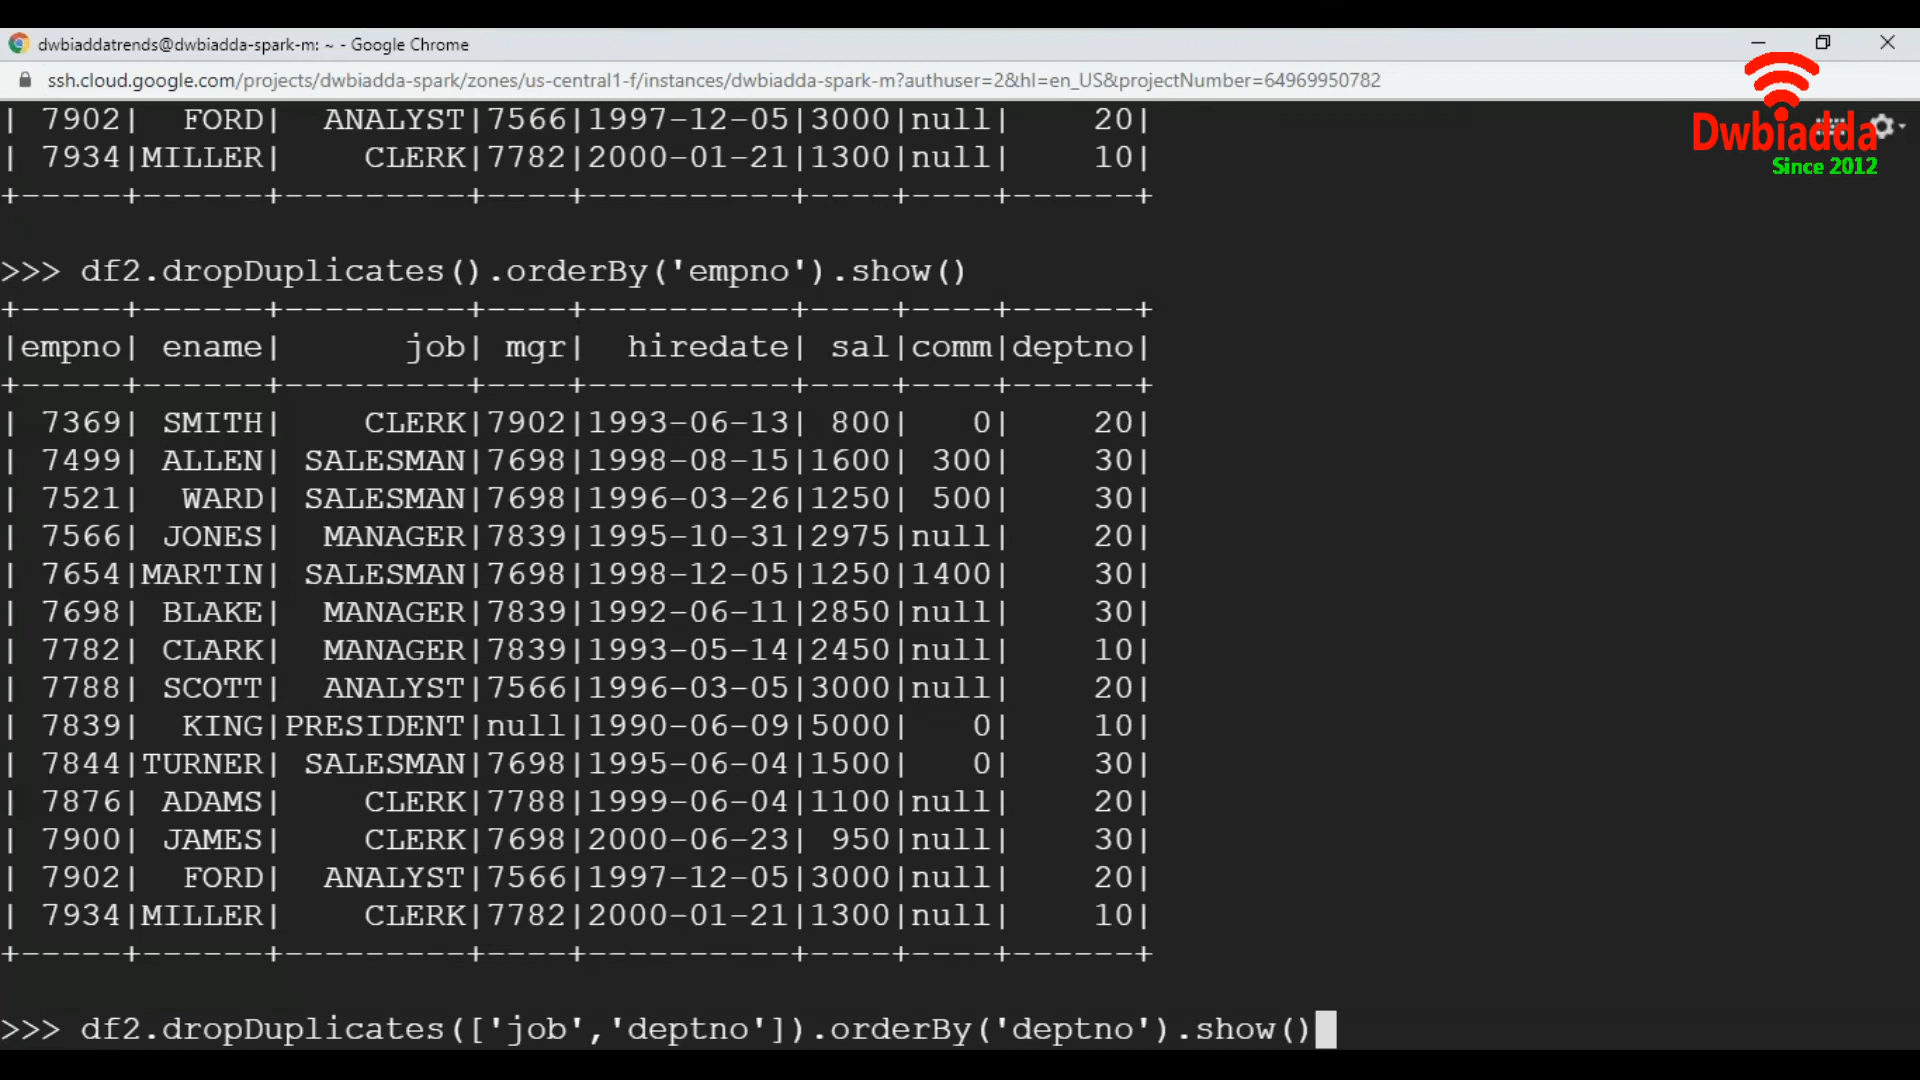 dwbiaddatrends@dwbiadda-spark-m: ~ - Google Chrome
ssh.cloud.google.com/projects/dwbiadda-spark/zones/us-central1-f/instances/dwbiadda-spark-m?authuser=2&hl=en_US&projectNumber=64969950782
Dwbiadda
Since 2012
| 7902|  FORD|  ANALYST|7566|1997-12-05|3000|null|    20|
| 7934|MILLER|    CLERK|7782|2000-01-21|1300|null|    10|
+-----+------+---------+----+----------+----+----+------+
>>> df2.dropDuplicates().orderBy('empno').show()
+-----+------+---------+----+----------+----+----+------+
|empno| ename|      job| mgr|  hiredate| sal|comm|deptno|
+-----+------+---------+----+----------+----+----+------+
| 7369| SMITH|    CLERK|7902|1993-06-13| 800|   0|    20|
| 7499| ALLEN| SALESMAN|7698|1998-08-15|1600| 300|    30|
| 7521|  WARD| SALESMAN|7698|1996-03-26|1250| 500|    30|
| 7566| JONES|  MANAGER|7839|1995-10-31|2975|null|    20|
| 7654|MARTIN| SALESMAN|7698|1998-12-05|1250|1400|    30|
| 7698| BLAKE|  MANAGER|7839|1992-06-11|2850|null|    30|
| 7782| CLARK|  MANAGER|7839|1993-05-14|2450|null|    10|
| 7788| SCOTT|  ANALYST|7566|1996-03-05|3000|null|    20|
| 7839|  KING|PRESIDENT|null|1990-06-09|5000|   0|    10|
| 7844|TURNER| SALESMAN|7698|1995-06-04|1500|   0|    30|
| 7876| ADAMS|    CLERK|7788|1999-06-04|1100|null|    20|
| 7900| JAMES|    CLERK|7698|2000-06-23| 950|null|    30|
| 7902|  FORD|  ANALYST|7566|1997-12-05|3000|null|    20|
| 7934|MILLER|    CLERK|7782|2000-01-21|1300|null|    10|
+-----+------+---------+----+----------+----+----+------+
>>> df2.dropDuplicates(['job','deptno']).orderBy('deptno').show()